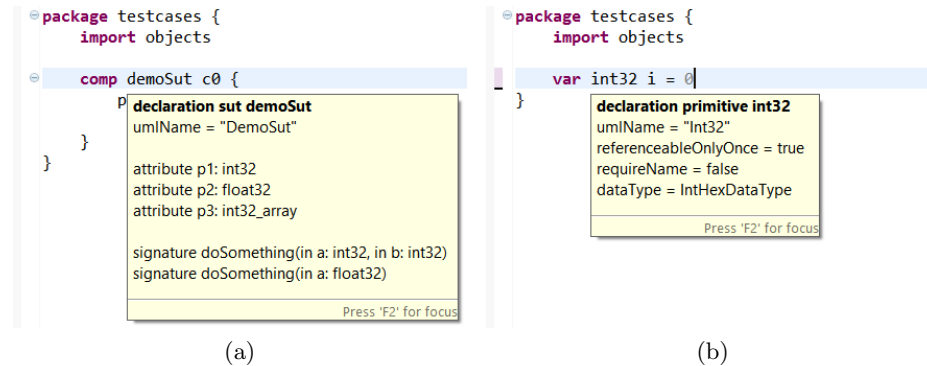 package testcases {
import objects
comp demoSut c0 {
p
declaration sut demoSut
umlName = "DemoSut"
attribute p1: int32
attribute p2: float32
attribute p3: int32_array
signature doSomething(in a: int32, in b: int32)
signature doSomething(in a: float32)
Press 'F2' for focus
}
}
(a)
package testcases {
import objects
var int32 i = 0
}
declaration primitive int32
umlName = "Int32"
referenceableOnlyOnce = true
requireName = false
dataType = IntHexDataType
Press 'F2' for focus
(b)